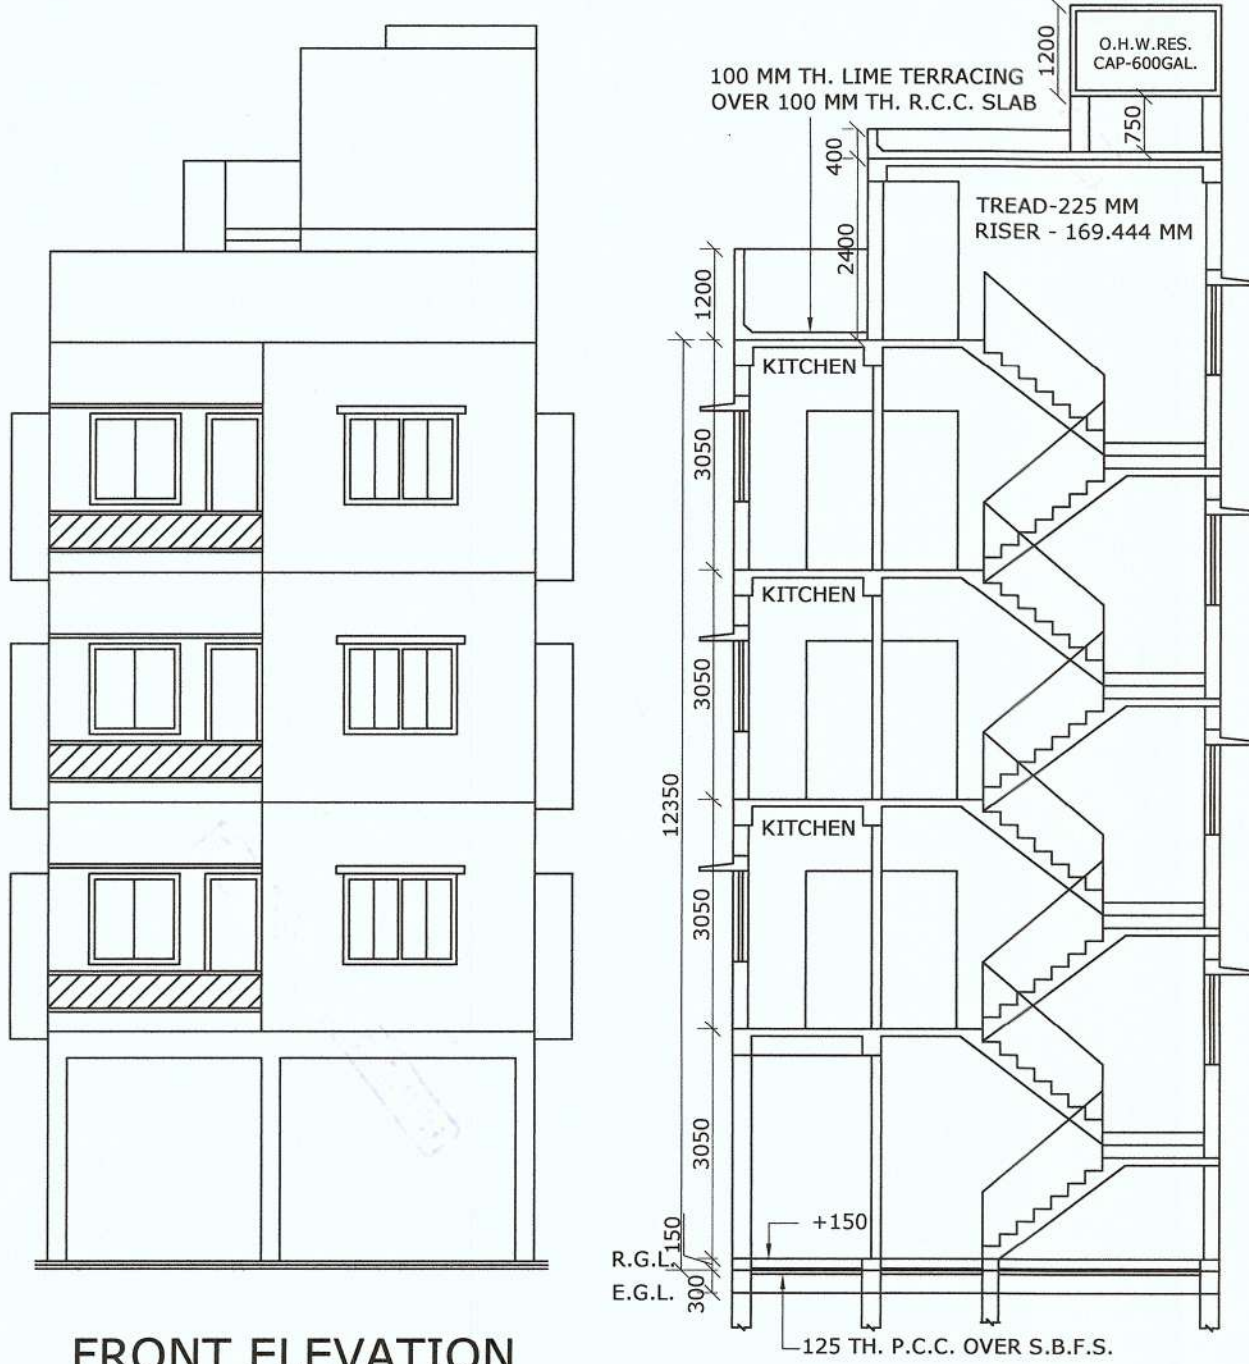 O.H.W.RES.
CAP-600GAL.
1200
750
100 MM TH. LIME TERRACING
OVER 100 MM TH. R.C.C. SLAB
400
TREAD-225 MM
RISER - 169.444 MM
2400
1200
KITCHEN
3050
KITCHEN
3050
12350
KITCHEN
3050
3050
+150
150
R.G.L.
E.G.L.
300
125 TH. P.C.C. OVER S.B.F.S.
FRONT ELEVATION